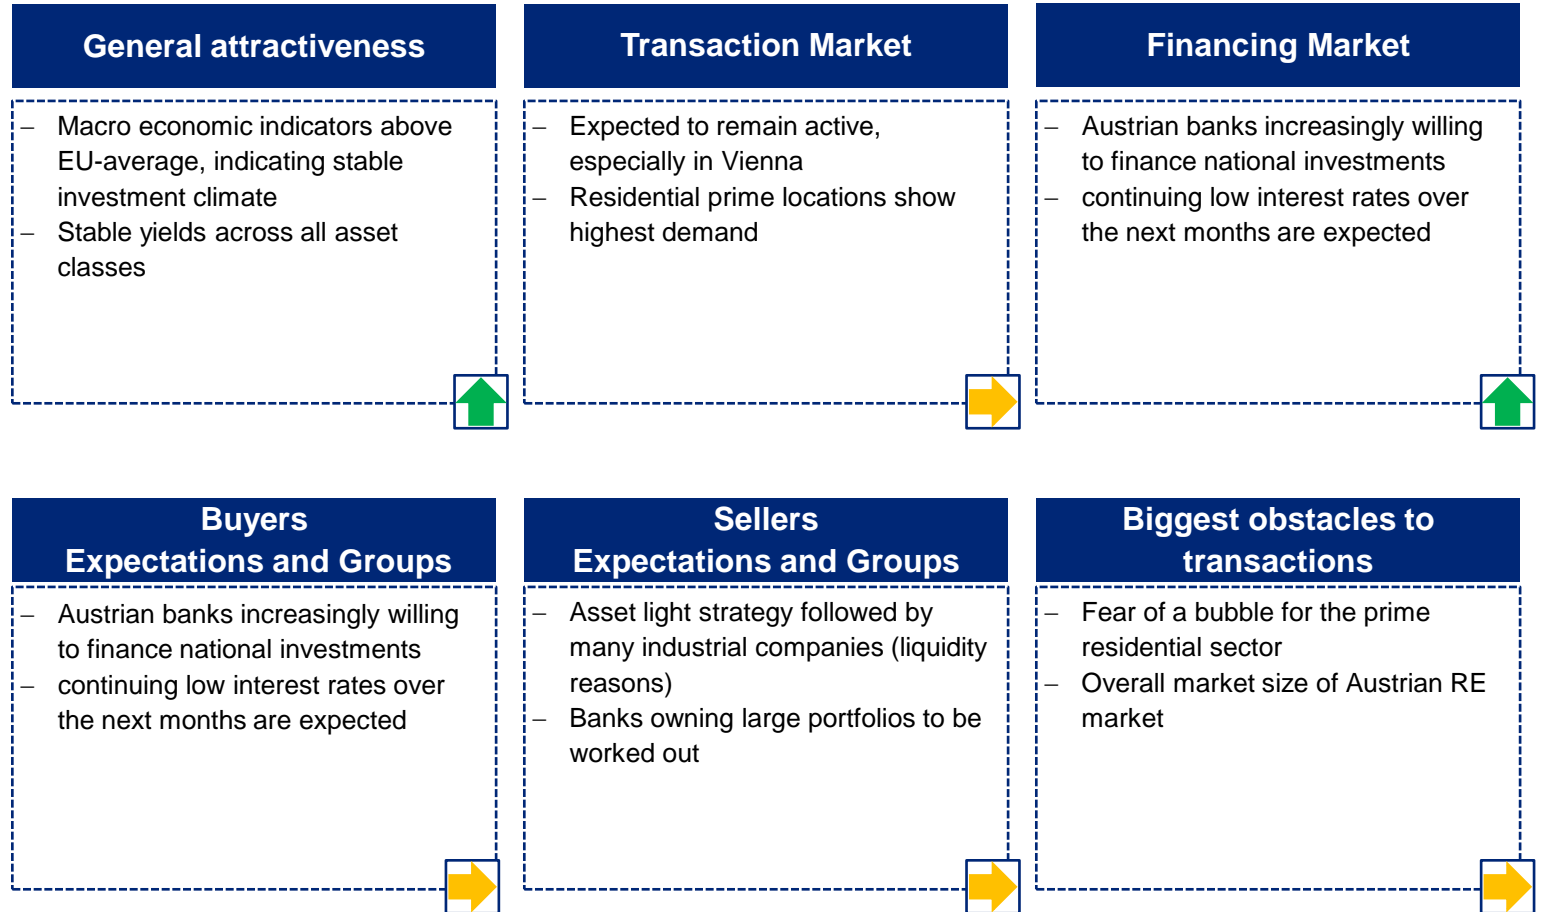 General attractiveness
– Macro economic indicators above
EU-average, indicating stable
investment climate
– Stable yields across all asset
classes
Transaction Market
– Expected to remain active,
especially in Vienna
– Residential prime locations show
highest demand
Financing Market
– Austrian banks increasingly willing
to finance national investments
– continuing low interest rates over
the next months are expected
Buyers
Expectations and Groups
– Austrian banks increasingly willing
to finance national investments
– continuing low interest rates over
the next months are expected
Sellers
Expectations and Groups
– Asset light strategy followed by
many industrial companies (liquidity
reasons)
– Banks owning large portfolios to be
worked out
Biggest obstacles to
transactions
– Fear of a bubble for the prime
residential sector
– Overall market size of Austrian RE
market